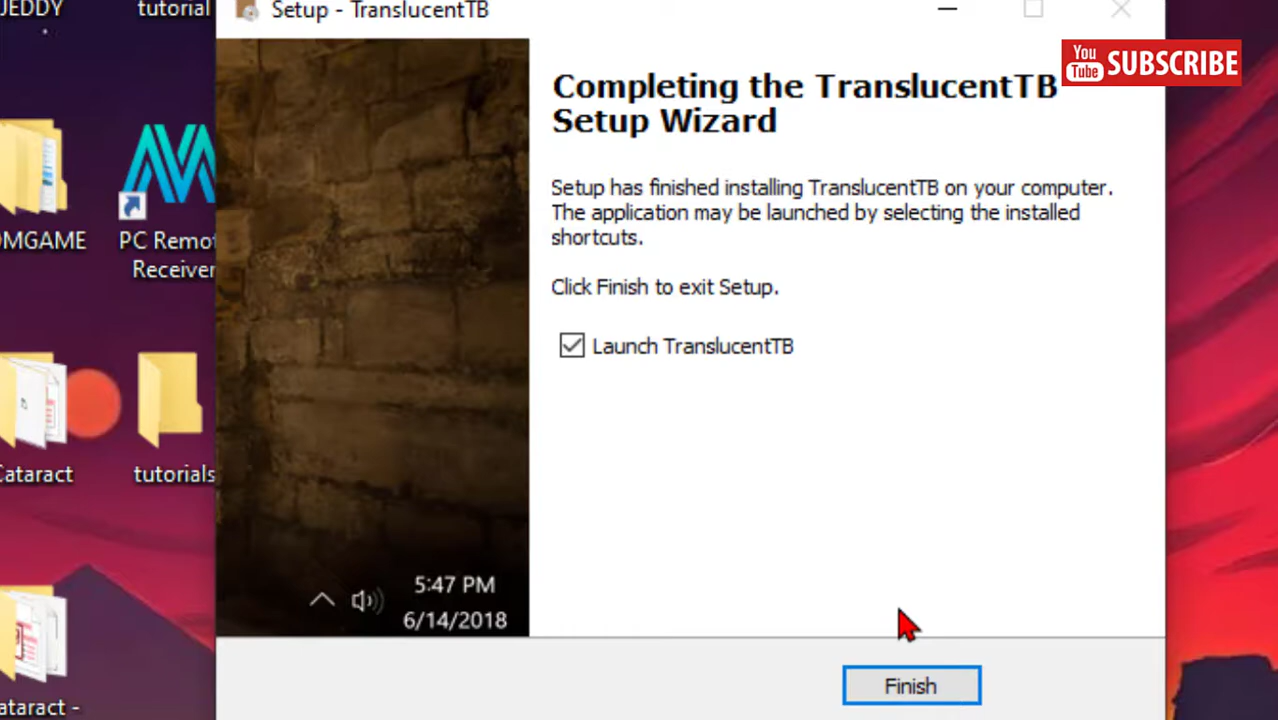 JEDDY
tutorial
Setup - TranslucentTB
You
Tube SUBSCRIBE
Completing the TranslucentTB
Setup Wizard
Setup has finished installing TranslucentTB on your computer.
The application may be launched by selecting the installed
shortcuts.
Click Finish to exit Setup.
Launch TranslucentTB
OMGAME
PC Remot
Receiver
Cataract
tutorials
5:47 PM
6/14/2018
ataract -
Finish